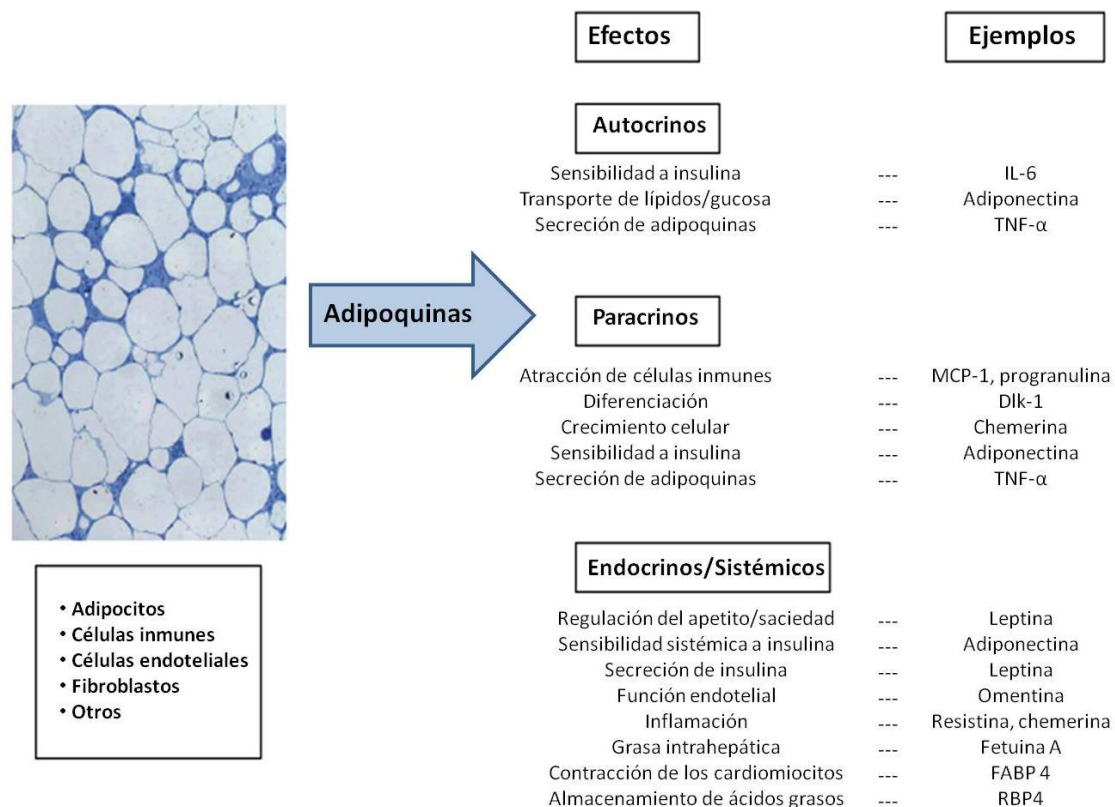 Efectos Ejemplos
Autocrinos
Sensibilidad a insulina --- IL-6
Transporte de lípidos/gucosa --- Adiponectina
Secreción de adipoquinas --- TNF-α
Adipoquinas
Paracrinos
Atracción de células inmunes --- MCP-1, progranulina
Diferenciación --- Dlk-1
Crecimiento celular --- Chemerina
Sensibilidad a insulina --- Adiponectina
Secreción de adipoquinas --- TNF-α
Endocrinos/Sistémicos
Regulación del apetito/saciedad --- Leptina
Sensibilidad sistémica a insulina --- Adiponectina
Secreción de insulina --- Leptina
Función endotelial --- Omentina
Inflamación --- Resistina, chemerina
Grasa intrahepática --- Fetuina A
Contracción de los cardiomiocitos --- FABP 4
Almacenamiento de ácidos grasos --- RBP4
• Adipocitos
• Células inmunes
• Células endoteliales
• Fibroblastos
• Otros